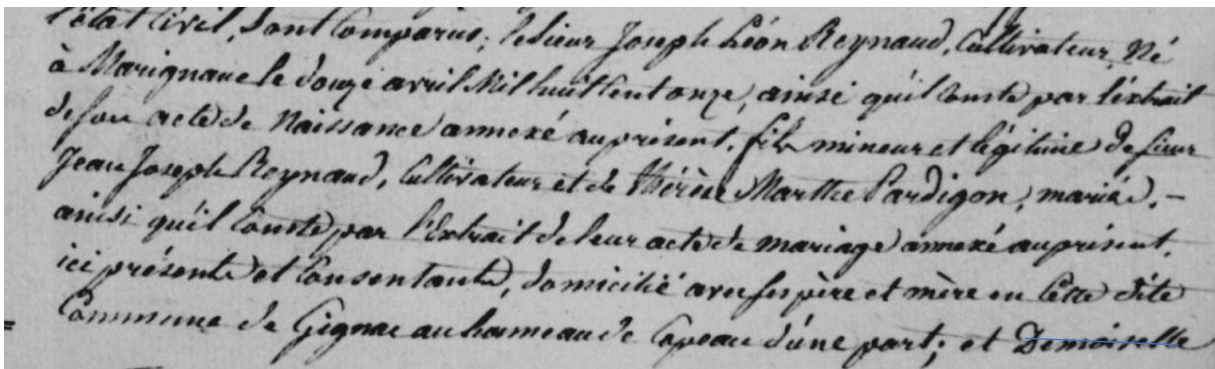 l'état Civil, Sont Comparus; le Sieur Joseph Léon Reynaud, Cultivateur, Né
à Marignane le douze avril Mil huit Cent onze, ainsi qu'il Conste par l'extrait
de son acte de Naissance annexé au présent, fils mineur et légitime de Sieur
Jean Joseph Reynaud, Cultivateur et de thérèse Marthe Pardigon, mariés, -
ainsi qu'il Conste par l'Extrait de leur acte de mariage annexé au présent,
ici présents et Consentants, domicilié avec ses père et mère en Cette dite
= Commune de Gignac au hameau de d'une part; et Demoiselle